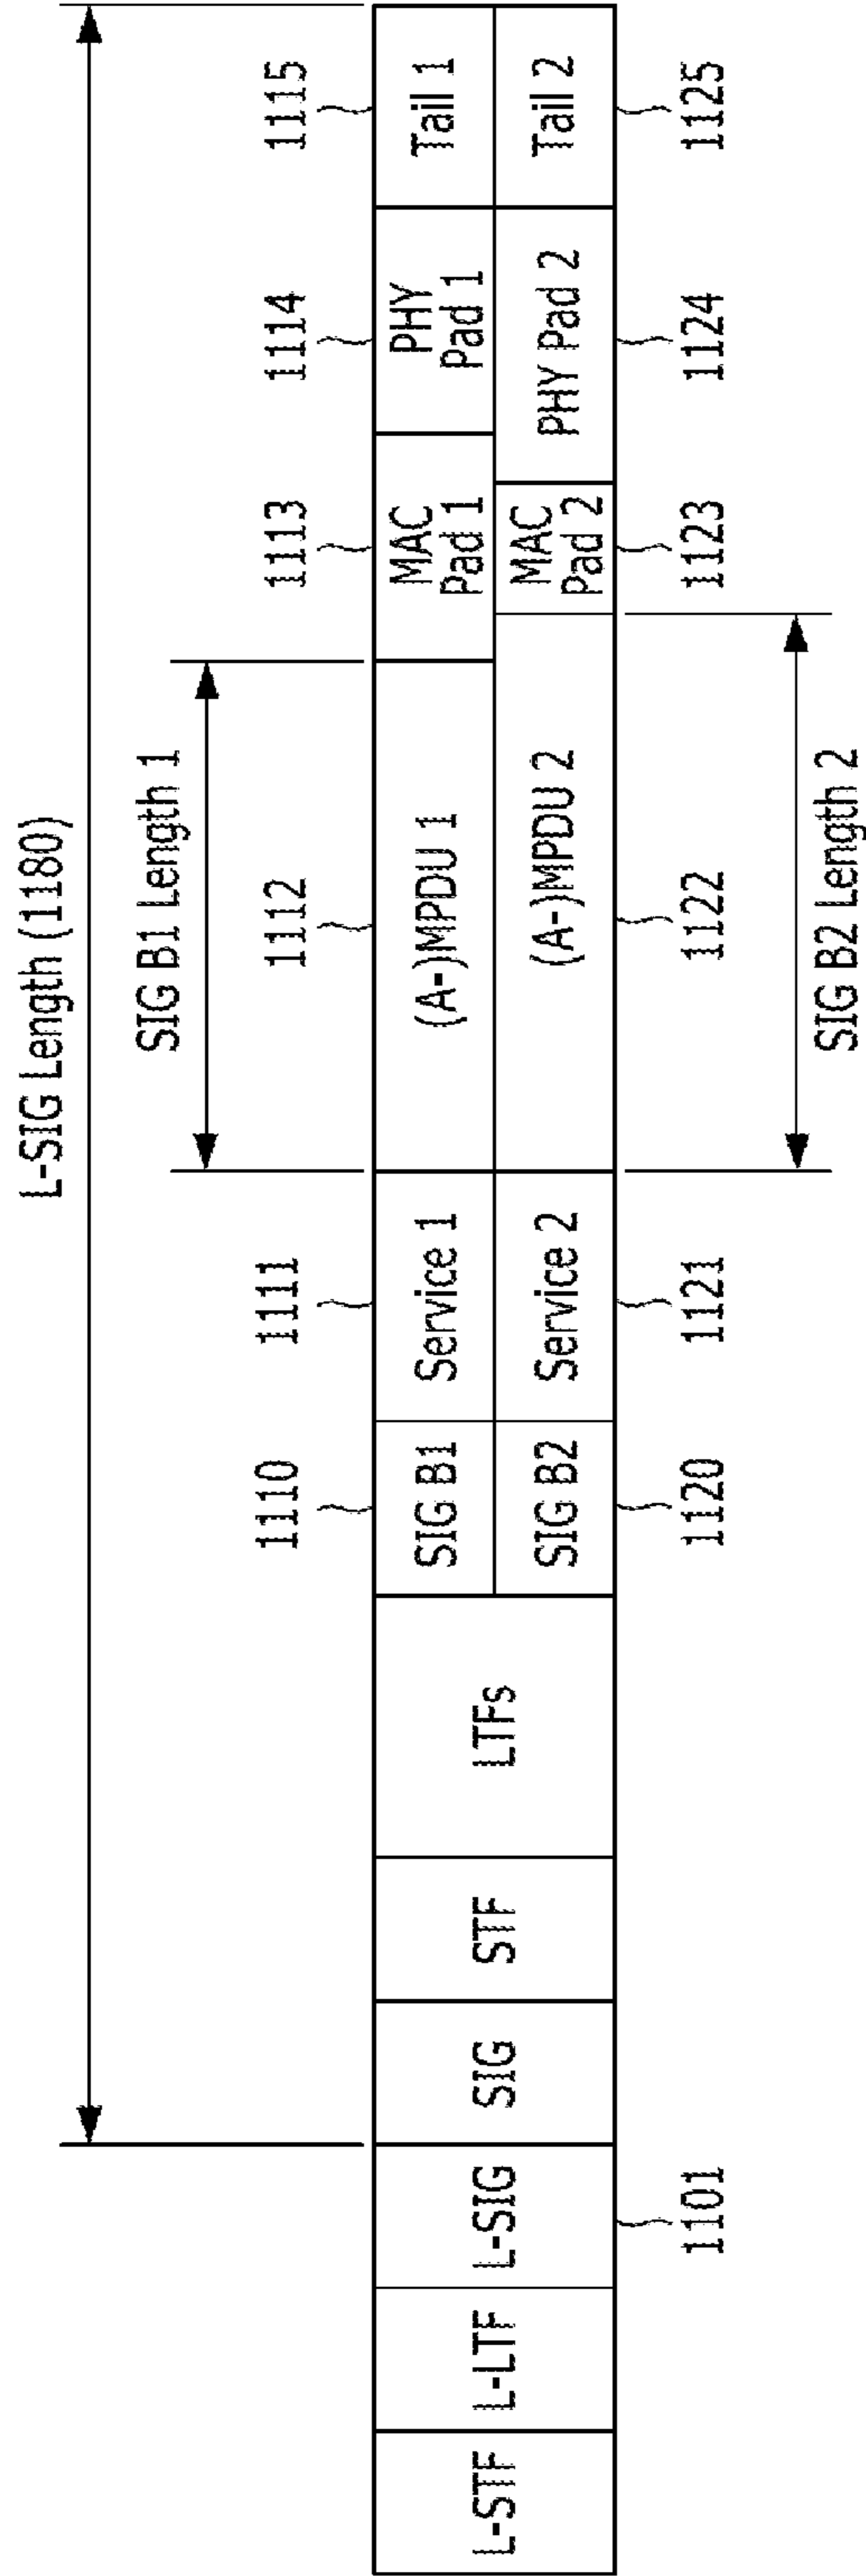 L-SIG Length (1180)
SIG B1 Length 1
1110
1111
1112
1113
1114
1115
L-STF
L-LTF
L-SIG
SIG
STF
LTFs
SIG B1
Service 1
(A-)MPDU 1
MAC
Pad 1
PHY
Pad 1
Tail 1
SIG B2
Service 2
(A-)MPDU 2
MAC
Pad 2
PHY Pad 2
Tail 2
1101
1120
1121
1122
1123
1124
1125
SIG B2 Length 2